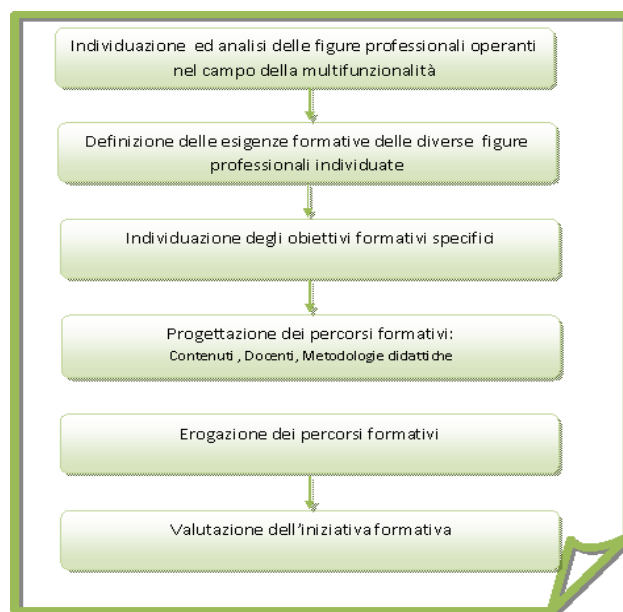 Individuazione ed analisi delle figure professionali operanti
nel campo della multifunzionalità
Definizione delle esigenze formative delle diverse figure
professionali individuate
Individuazione degli obiettivi formativi specifici
Progettazione dei percorsi formativi:
Contenuti , Docenti, Metodologie didattiche
Erogazione dei percorsi formativi
Valutazione dell'iniziativa formativa